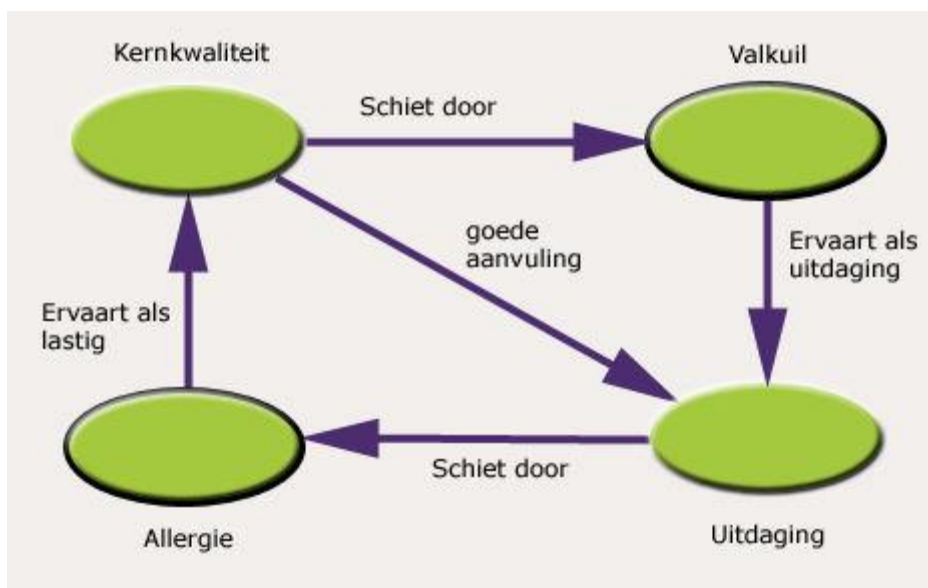 Kernkwaliteit
Valkuil
Schiet door
goede
aanvuling
Ervaart als
uitdaging
Ervaart als
lastig
Schiet door
Allergie
Uitdaging